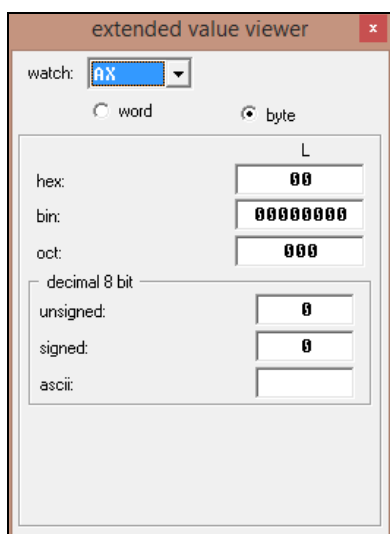 extended value viewer x
watch: AX
word byte
L
hex: 00
bin: 00000000
oct: 000
decimal 8 bit
unsigned: 0
signed: 0
ascii: